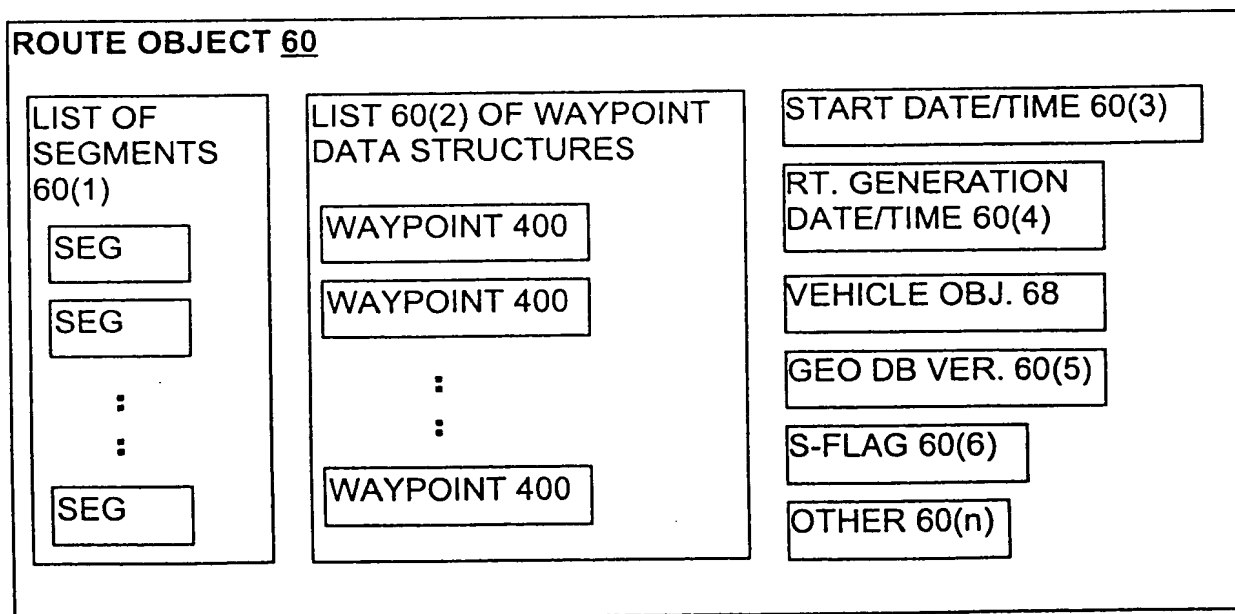 ROUTE OBJECT 60
LIST OF
SEGMENTS
60(1)
SEG
SEG
:
:
SEG
LIST 60(2) OF WAYPOINT
DATA STRUCTURES
WAYPOINT 400
WAYPOINT 400
:
:
WAYPOINT 400
START DATE/TIME 60(3)
RT. GENERATION
DATE/TIME 60(4)
VEHICLE OBJ. 68
GEO DB VER. 60(5)
S-FLAG 60(6)
OTHER 60(n)